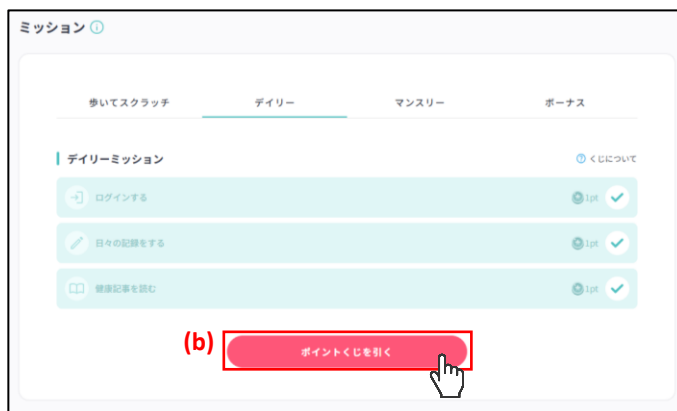 ミッション
歩いてスクラッチ デイリー マンスリー ボーナス
デイリーミッション ? くじについて
ログインする 1pt
日々の記録をする 1pt
健康記事を読む 1pt
(b) ポイントくじを引く